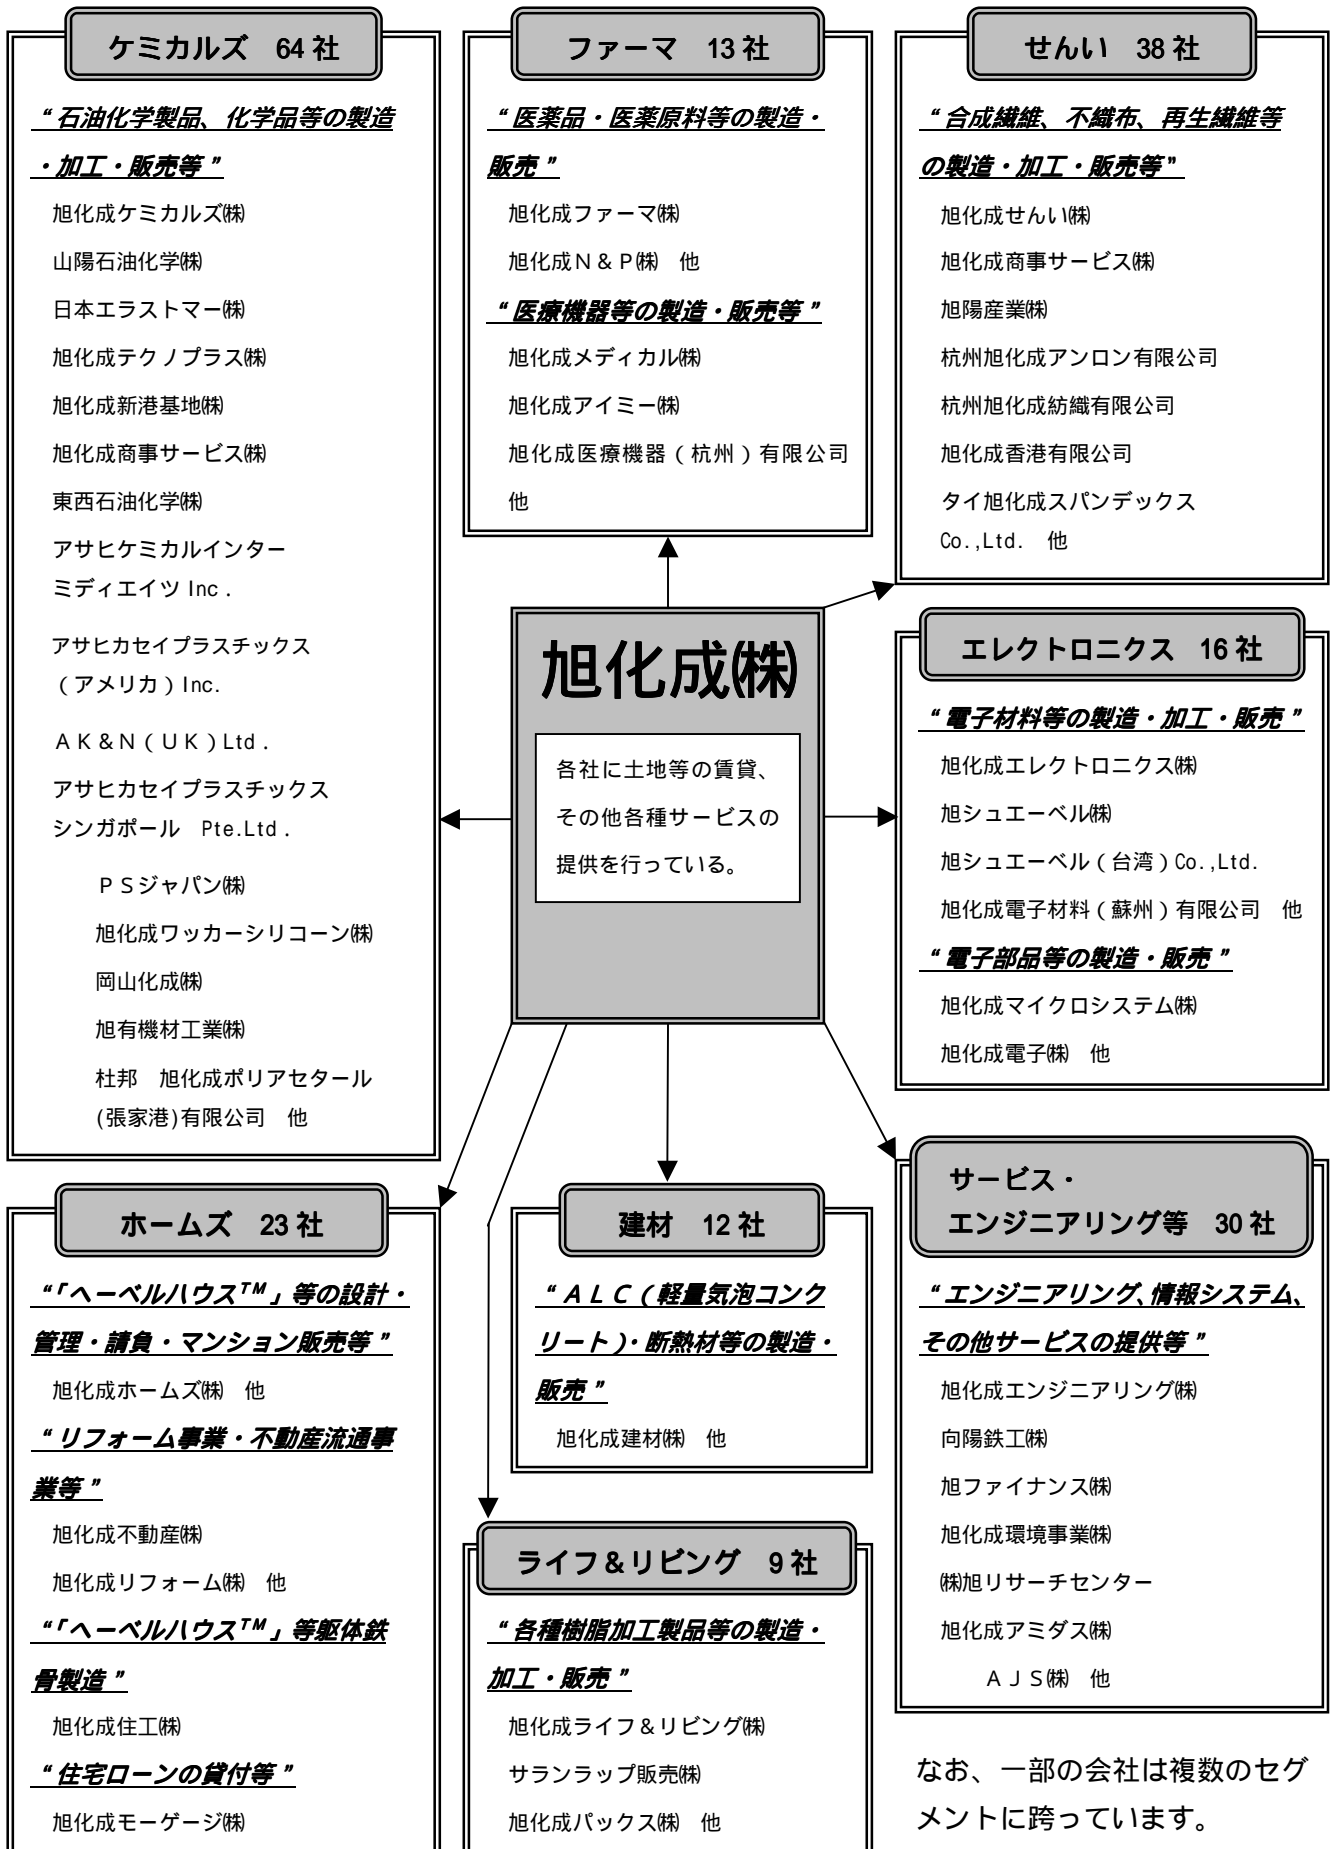 ケミカルズ　64 社
“ 石油化学製品、化学品等の製造
・加工・販売等 ”
旭化成ケミカルズ㈱
山陽石油化学㈱
日本エラストマー㈱
旭化成テクノプラス㈱
旭化成新港基地㈱
旭化成商事サービス㈱
東西石油化学㈱
アサヒケミカルインター
ミディエイツ Inc .
アサヒカセイプラスチックス
（アメリカ）Inc.
ＡＫ&Ｎ（ＵＫ）Ltd .
アサヒカセイプラスチックス
シンガポール　Pte.Ltd .
ＰＳジャパン㈱
旭化成ワッカーシリコーン㈱
岡山化成㈱
旭有機材工業㈱
杜邦　旭化成ポリアセタール
(張家港)有限公司　他
ファーマ　13 社
“ 医薬品・医薬原料等の製造・
販売 ”
旭化成ファーマ㈱
旭化成Ｎ＆Ｐ㈱　他
“ 医療機器等の製造・販売等 ”
旭化成メディカル㈱
旭化成アイミー㈱
旭化成医療機器（杭州）有限公司
他
せんい　38 社
“ 合成繊維、不織布、再生繊維等
の製造・加工・販売等”
旭化成せんい㈱
旭化成商事サービス㈱
旭陽産業㈱
杭州旭化成アンロン有限公司
杭州旭化成紡織有限公司
旭化成香港有限公司
タイ旭化成スパンデックス
Co.,Ltd.　他
旭化成㈱
各社に土地等の賃貸、
その他各種サービスの
提供を行っている。
エレクトロニクス　16 社
“ 電子材料等の製造・加工・販売 ”
旭化成エレクトロニクス㈱
旭シュエーベル㈱
旭シュエーベル（台湾）Co.,Ltd.
旭化成電子材料（蘇州）有限公司　他
“ 電子部品等の製造・販売 ”
旭化成マイクロシステム㈱
旭化成電子㈱　他
ホームズ　23 社
“「ヘーベルハウスTM」等の設計・
管理・請負・マンション販売等 ”
旭化成ホームズ㈱　他
“ リフォーム事業・不動産流通事
業等 ”
旭化成不動産㈱
旭化成リフォーム㈱　他
“「ヘーベルハウスTM」等躯体鉄
骨製造 ”
旭化成住工㈱
“ 住宅ローンの貸付等 ”
旭化成モーゲージ㈱
建材　12 社
“ ＡＬＣ（軽量気泡コンク
リート）・断熱材等の製造・
販売 ”
旭化成建材㈱　他
ライフ＆リビング　9 社
“ 各種樹脂加工製品等の製造・
加工・販売 ”
旭化成ライフ＆リビング㈱
サランラップ販売㈱
旭化成パックス㈱　他
サービス・
エンジニアリング等　30 社
“ エンジニアリング、情報システム、
その他サービスの提供等 ”
旭化成エンジニアリング㈱
向陽鉄工㈱
旭ファイナンス㈱
旭化成環境事業㈱
㈱旭リサーチセンター
旭化成アミダス㈱
ＡＪＳ㈱　他
なお、一部の会社は複数のセグ
メントに跨っています。